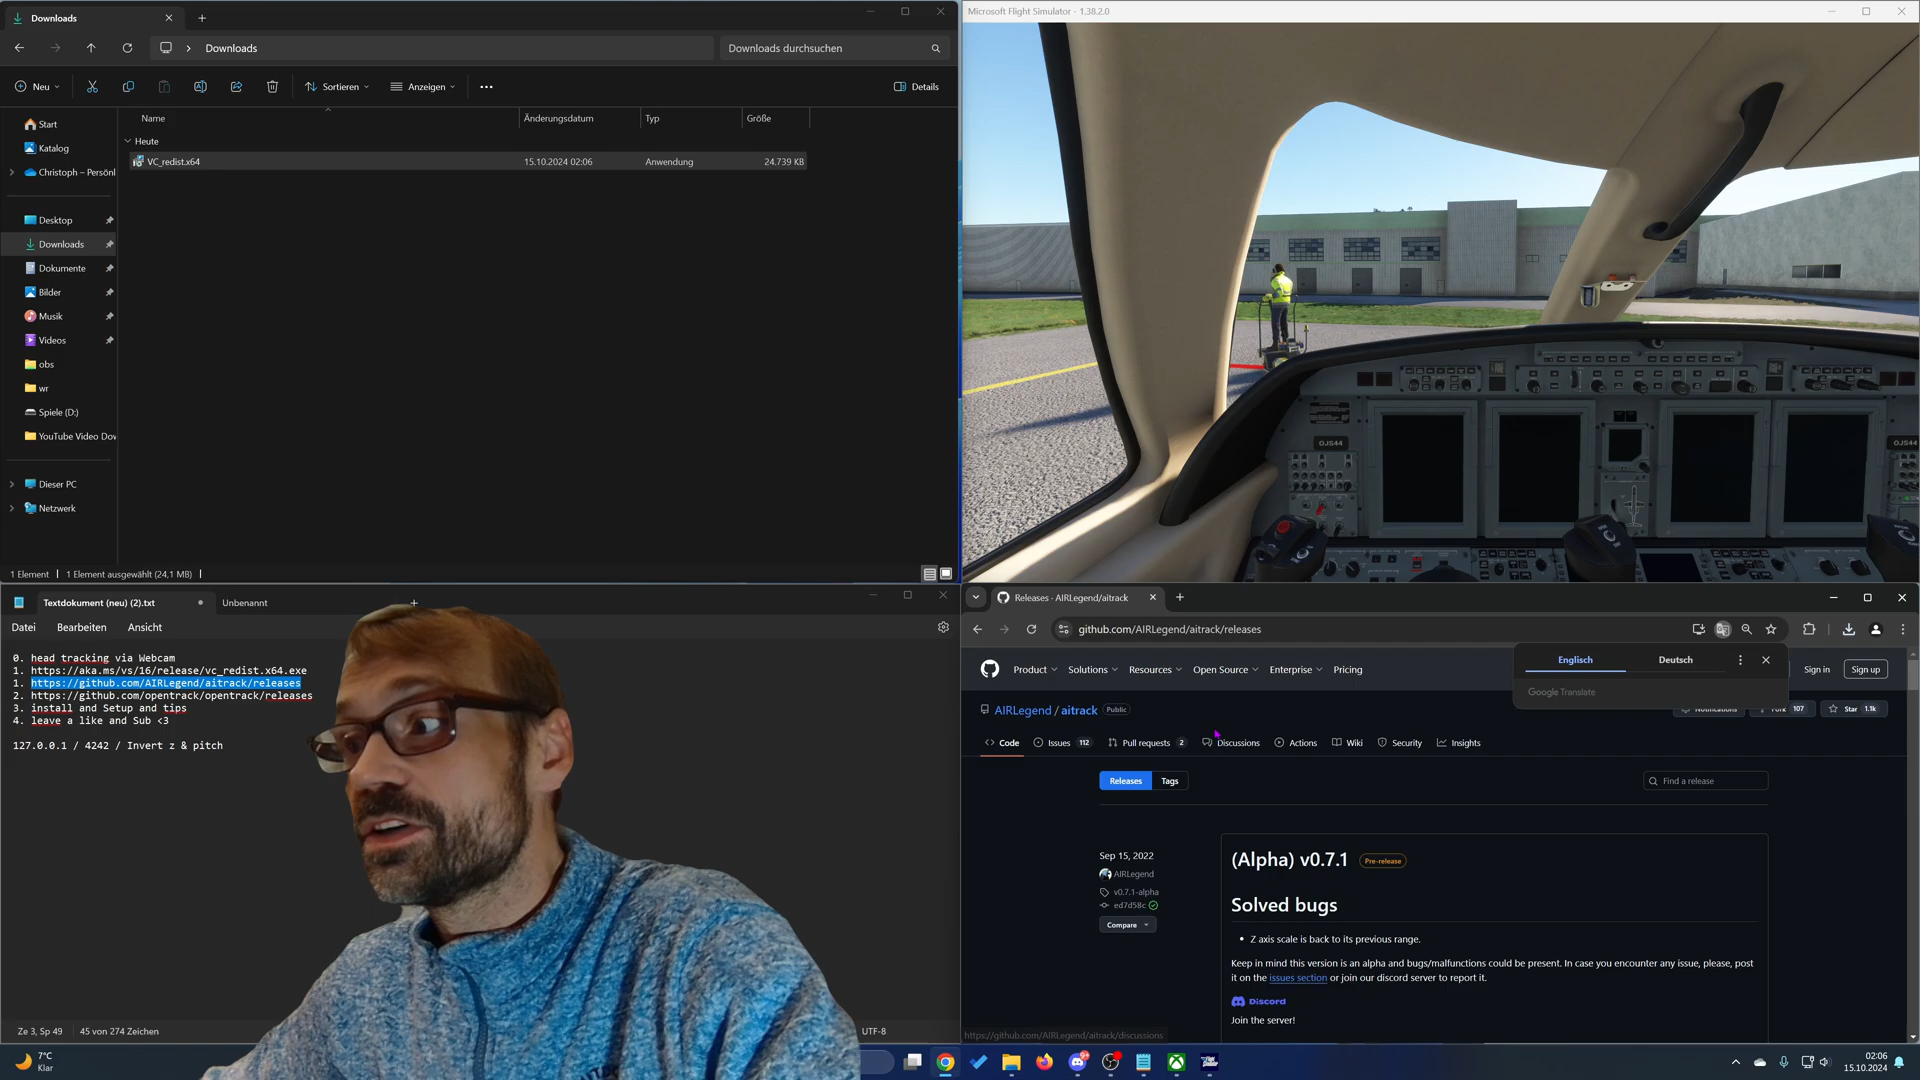 Downloads
Downloads
Downloads durchsuchen
Neu
Sortieren
Anzeigen
Details
Name
Änderungsdatum
Typ
Größe
Heute
VC_redist.x64
15.10.2024 02:06
Anwendung
24.739 KB
Start
Katalog
Christoph – Persönl
Desktop
Downloads
Dokumente
Bilder
Musik
Videos
obs
wr
Spiele (D:)
YouTube Video Dow
Dieser PC
Netzwerk
1 Element
1 Element ausgewählt (24,1 MB)
Microsoft Flight Simulator - 1.38.2.0
OJS44
OJS44
Textdokument (neu) (2).txt
Unbenannt
Datei
Bearbeiten
Ansicht
0. head tracking via Webcam
1. https://aka.ms/vs/16/release/vc_redist.x64.exe
1. https://github.com/AIRLegend/aitrack/releases
2. https://github.com/opentrack/opentrack/releases
3. install and Setup and tips
4. leave a like and Sub <3
127.0.0.1 / 4242 / Invert z & pitch
Ze 3, Sp 49
45 von 274 Zeichen
UTF-8
Releases · AIRLegend/aitrack
github.com/AIRLegend/aitrack/releases
Product
Solutions
Resources
Open Source
Enterprise
Pricing
Englisch
Deutsch
Google Translate
Sign in
Sign up
AIRLegend / aitrack
Public
Notifications
Fork 107
Star 1.1k
Code
Issues 112
Pull requests 2
Discussions
Actions
Wiki
Security
Insights
Releases
Tags
Find a release
Sep 15, 2022
AIRLegend
v0.7.1-alpha
ed7d58c
Compare
(Alpha) v0.7.1
Pre-release
Solved bugs
Z axis scale is back to its previous range.
Keep in mind this version is an alpha and bugs/malfunctions could be present. In case you encounter any issue, please, post
it on the issues section or join our discord server to report it.
Discord
Join the server!
https://github.com/AIRLegend/aitrack/discussions
7°C
Klar
02:06
15.10.2024